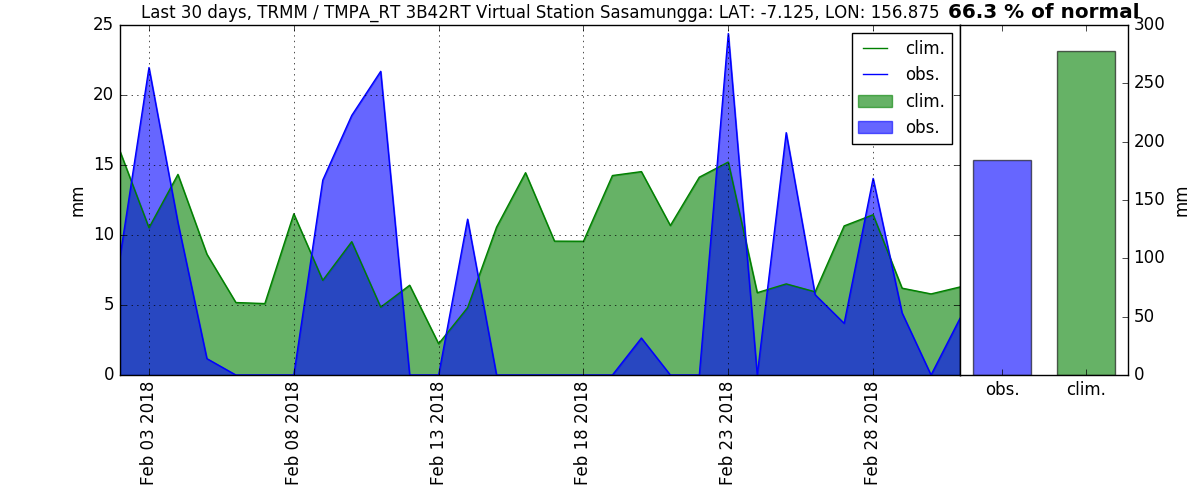 Last 30 days, TRMM / TMPA_RT 3B42RT Virtual Station Sasamungga: LAT: -7.125, LON: 156.875 66.3 % of normal
25
20
15
10
5
0
mm
clim.
obs.
clim.
obs.
Feb 03 2018
Feb 08 2018
Feb 13 2018
Feb 18 2018
Feb 23 2018
Feb 28 2018
300
250
200
150
100
50
0
mm
obs. clim.